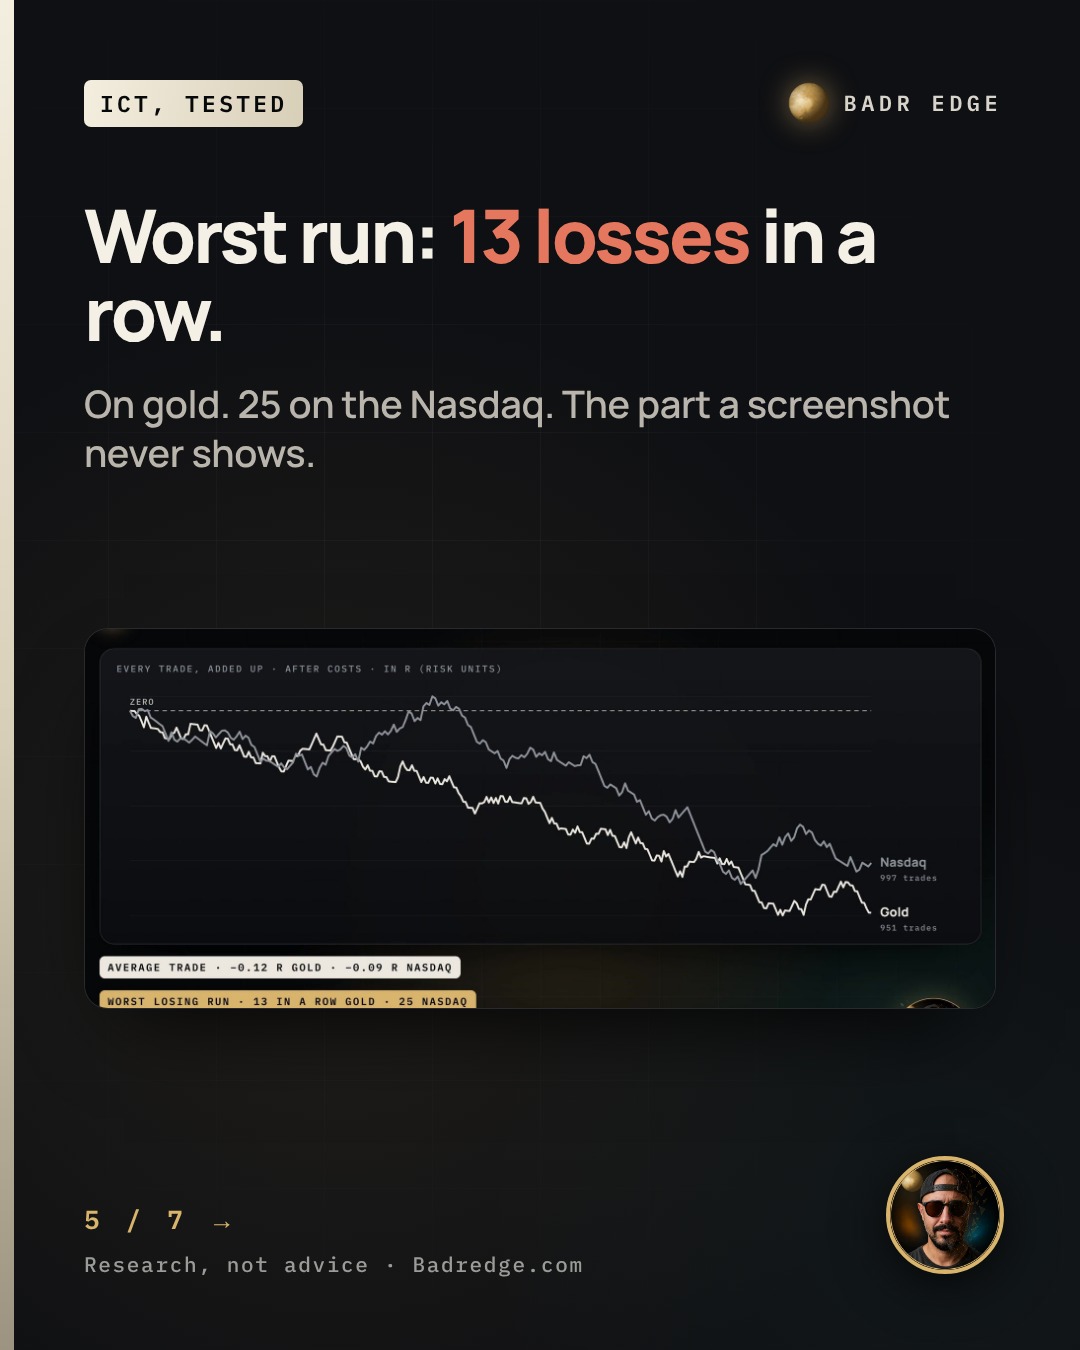 ICT, TESTED
BADR EDGE
Worst run: 13 losses in a
row.
On gold. 25 on the Nasdaq. The part a screenshot
never shows.
EVERY TRADE, ADDED UP · AFTER COSTS · IN R (RISK UNITS)
ZERO
Nasdaq
997 trades
Gold
951 trades
AVERAGE TRADE · −0.12 R GOLD · −0.09 R NASDAQ
WORST LOSING RUN · 13 IN A ROW GOLD · 25 NASDAQ
5 / 7 →
Research, not advice · Badredge.com